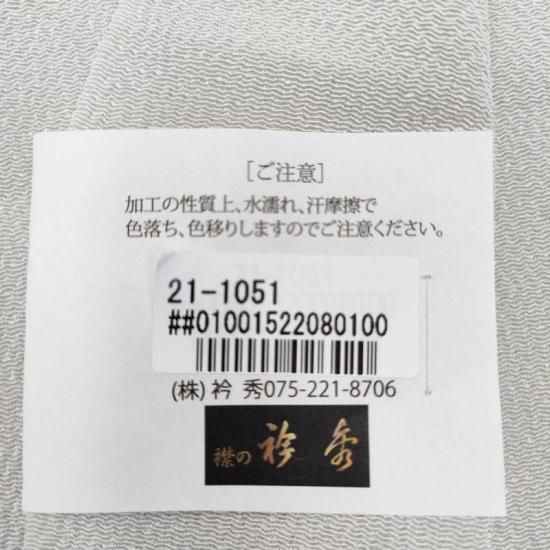 ［ご注意］
加工の性質上、水濡れ、汗摩擦で
色落ち、色移りしますのでご注意ください。
21-1051
##01001522080100
(株) 衿 秀075-221-8706
襟の 衿 秀